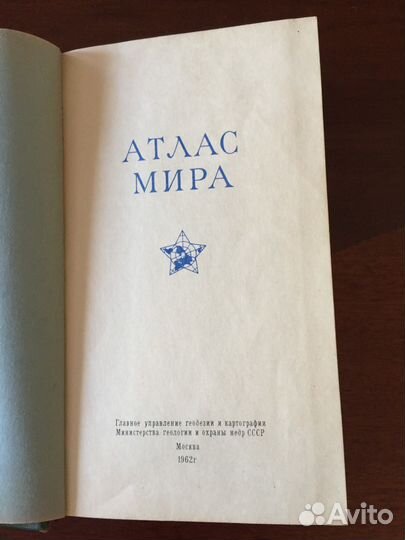 АТЛАС
МИРА
Главное управление геодезии и картографии
Министерства геологии и охраны недр СССР
Москва
1962г
Avito